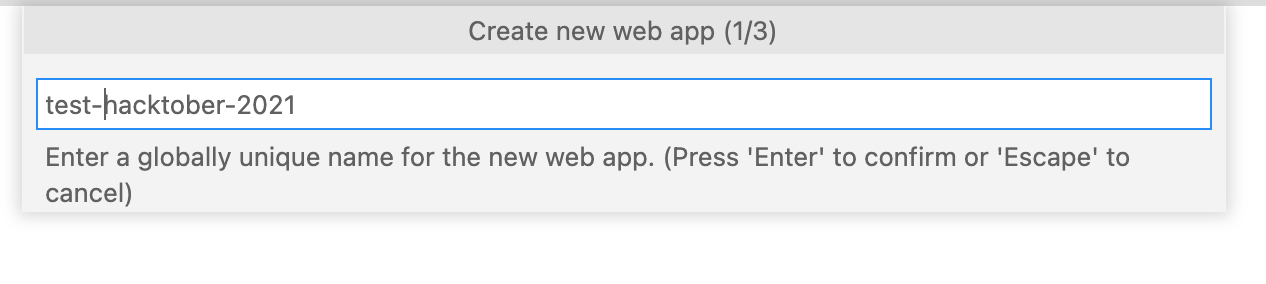 Create new web app (1/3)
test-hacktober-2021
Enter a globally unique name for the new web app. (Press 'Enter' to confirm or 'Escape' to
cancel)